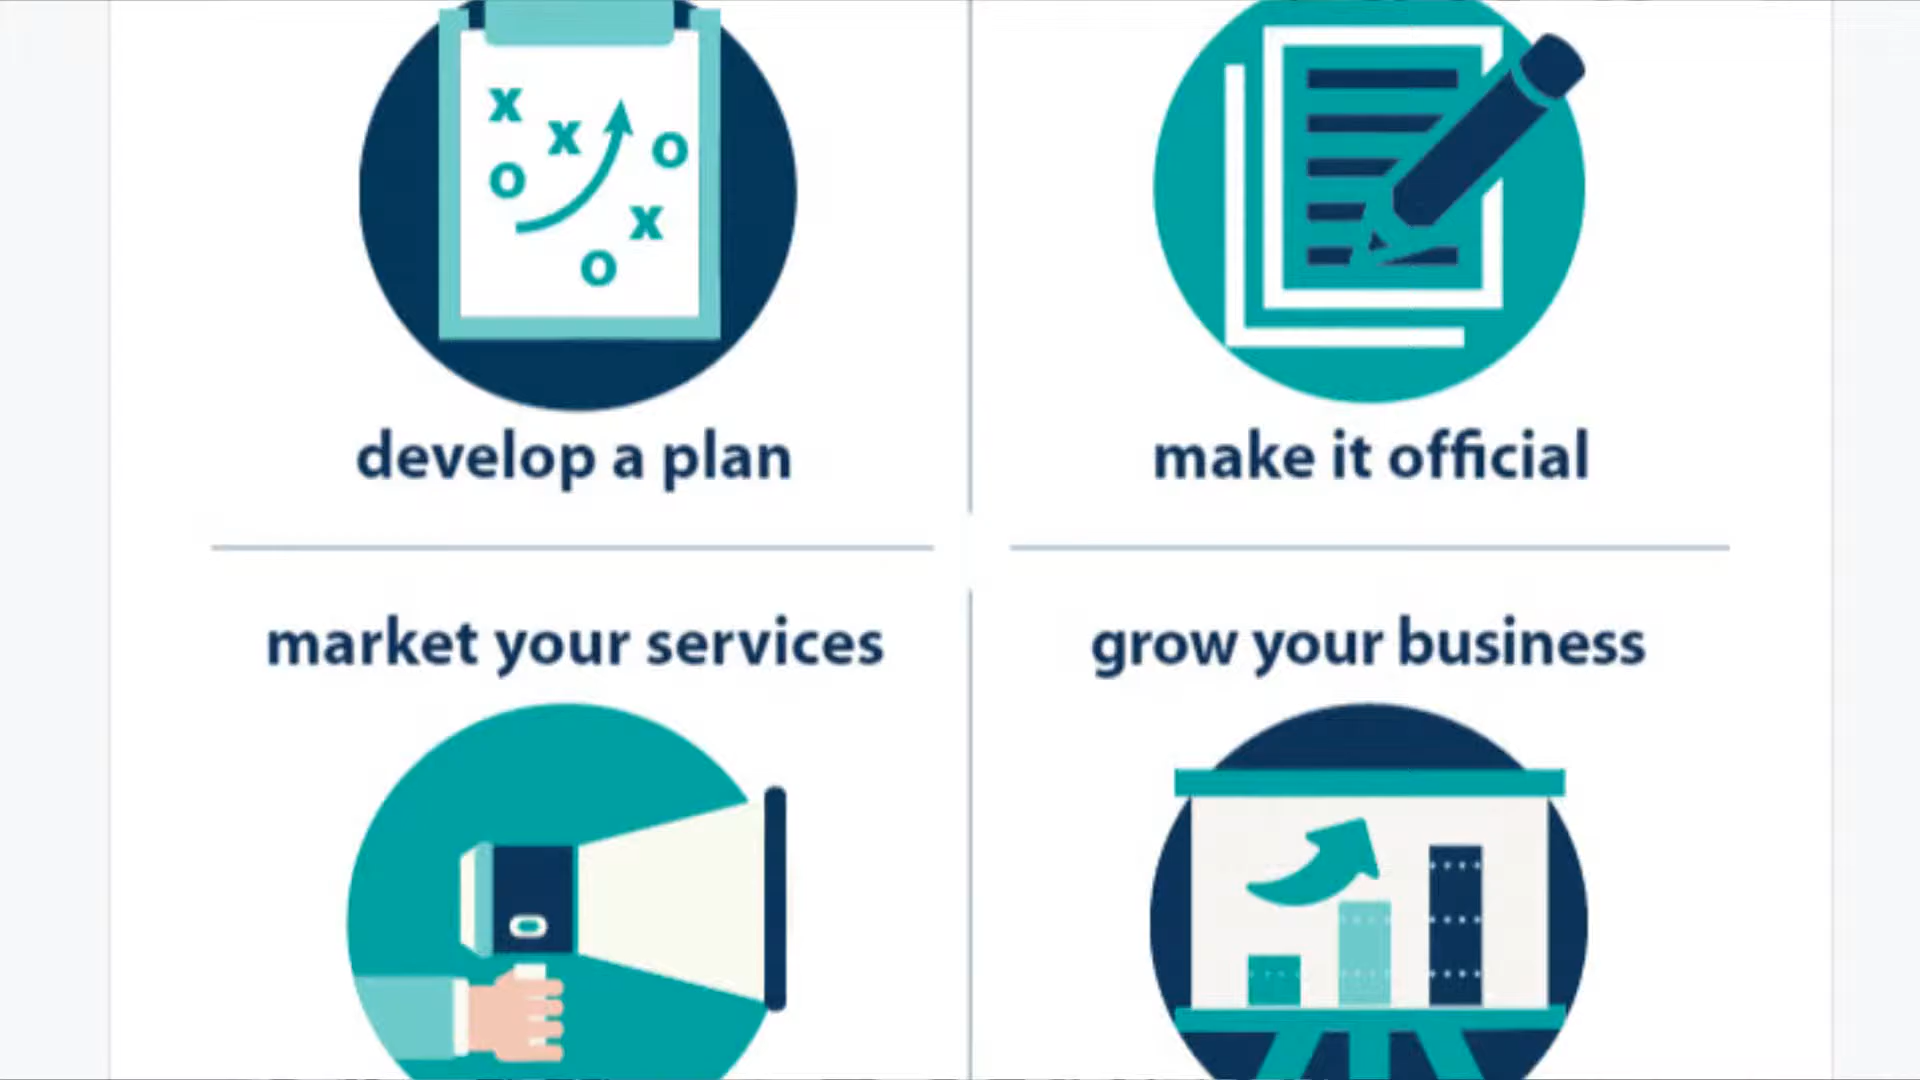 x
x
o
o
x
o
develop a plan
make it official
market your services
grow your business